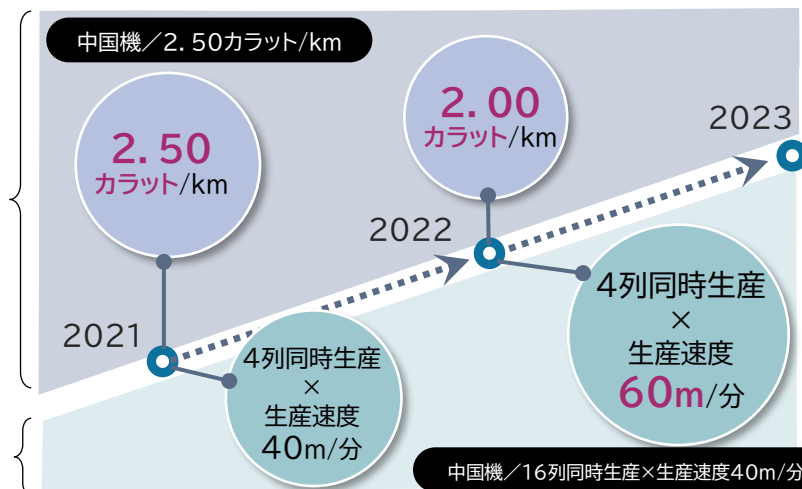 中国機／2．50カラット/km
2．50
カラット/km
2．00
カラット/km
2023
2022
2021
4列同時生産
×
生産速度
40m/分
4列同時生産
×
生産速度
60m/分
中国機／16列同時生産×生産速度40m/分